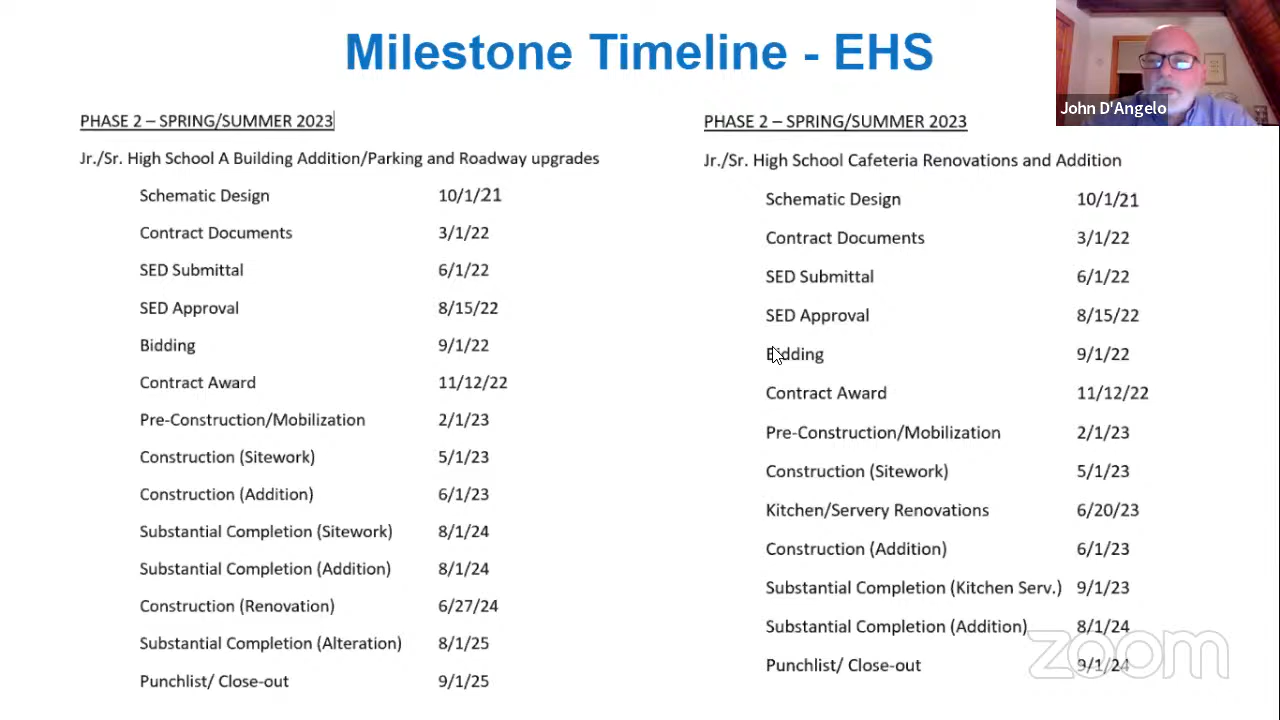 Milestone Timeline - EHS
John D'Angelo
PHASE 2 – SPRING/SUMMER 2023
Jr./Sr. High School A Building Addition/Parking and Roadway upgrades
Schematic Design 10/1/21
Contract Documents 3/1/22
SED Submittal 6/1/22
SED Approval 8/15/22
Bidding 9/1/22
Contract Award 11/12/22
Pre-Construction/Mobilization 2/1/23
Construction (Sitework) 5/1/23
Construction (Addition) 6/1/23
Substantial Completion (Sitework) 8/1/24
Substantial Completion (Addition) 8/1/24
Construction (Renovation) 6/27/24
Substantial Completion (Alteration) 8/1/25
Punchlist/ Close-out 9/1/25
PHASE 2 – SPRING/SUMMER 2023
Jr./Sr. High School Cafeteria Renovations and Addition
Schematic Design 10/1/21
Contract Documents 3/1/22
SED Submittal 6/1/22
SED Approval 8/15/22
Bidding 9/1/22
Contract Award 11/12/22
Pre-Construction/Mobilization 2/1/23
Construction (Sitework) 5/1/23
Kitchen/Servery Renovations 6/20/23
Construction (Addition) 6/1/23
Substantial Completion (Kitchen Serv.) 9/1/23
Substantial Completion (Addition) 8/1/24
Punchlist/ Close-out 9/1/24
zoom